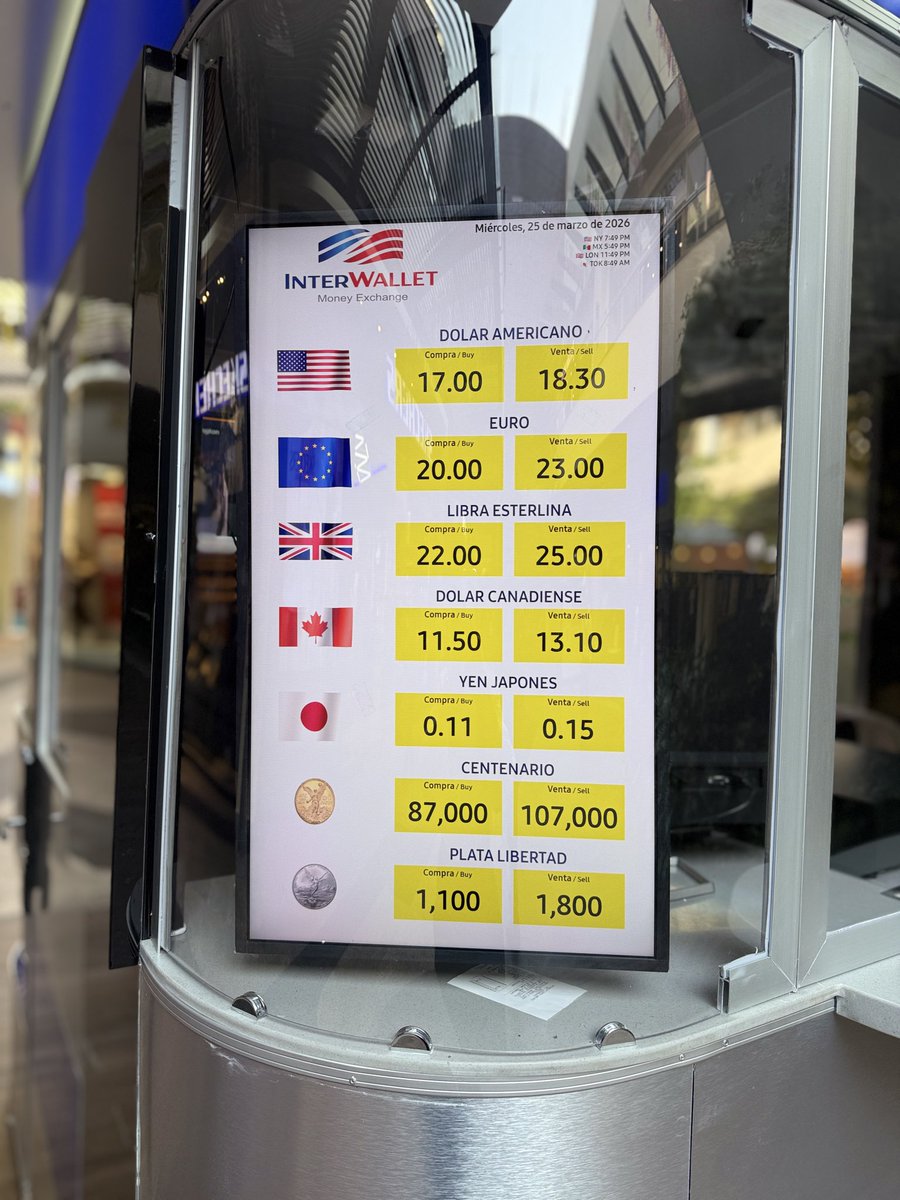 Miércoles, 25 de marzo de 2026
NY 7:49 PM
MX 5:49 PM
LON 11:49 PM
TOK 8:49 AM
INTERWALLET
Money Exchange
DOLAR AMERICANO
Compra / Buy Venta / Sell
17.00 18.30
EURO
Compra / Buy Venta / Sell
20.00 23.00
LIBRA ESTERLINA
Compra / Buy Venta / Sell
22.00 25.00
DOLAR CANADIENSE
Compra / Buy Venta / Sell
11.50 13.10
YEN JAPONES
Compra / Buy Venta / Sell
0.11 0.15
CENTENARIO
Compra / Buy Venta / Sell
87,000 107,000
PLATA LIBERTAD
Compra / Buy Venta / Sell
1,100 1,800